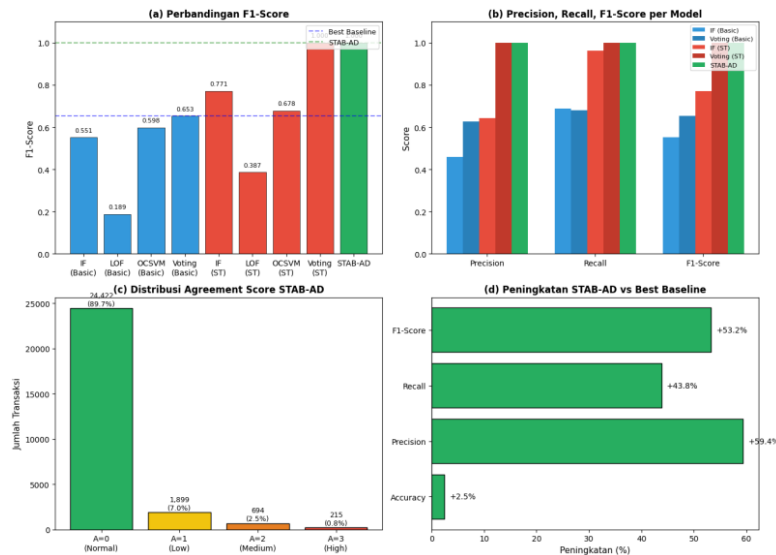 (a) Perbandingan F1-Score
F1-Score
1.0
0.8
0.6
0.4
0.2
0.0
Best Baseline
STAB-AD
0.551
0.189
0.598
0.653
0.771
0.387
0.678
IF
(Basic)
LOF
(Basic)
OCSVM
(Basic)
Voting
(Basic)
IF
(ST)
LOF
(ST)
OCSVM
(ST)
Voting
(ST)
STAB-AD
(b) Precision, Recall, F1-Score per Model
Score
1.0
0.8
0.6
0.4
0.2
0.0
IF (Basic)
Voting (Basic)
IF (ST)
Voting (ST)
STAB-AD
Precision
Recall
F1-Score
(c) Distribusi Agreement Score STAB-AD
Jumlah Transaksi
25000
20000
15000
10000
5000
0
24,422
(89.7%)
1,899
(7.0%)
694
(2.5%)
215
(0.8%)
A=0
(Normal)
A=1
(Low)
A=2
(Medium)
A=3
(High)
(d) Peningkatan STAB-AD vs Best Baseline
F1-Score
+53.2%
Recall
+43.8%
Precision
+59.4%
Accuracy
+2.5%
0
10
20
30
40
50
60
Peningkatan (%)